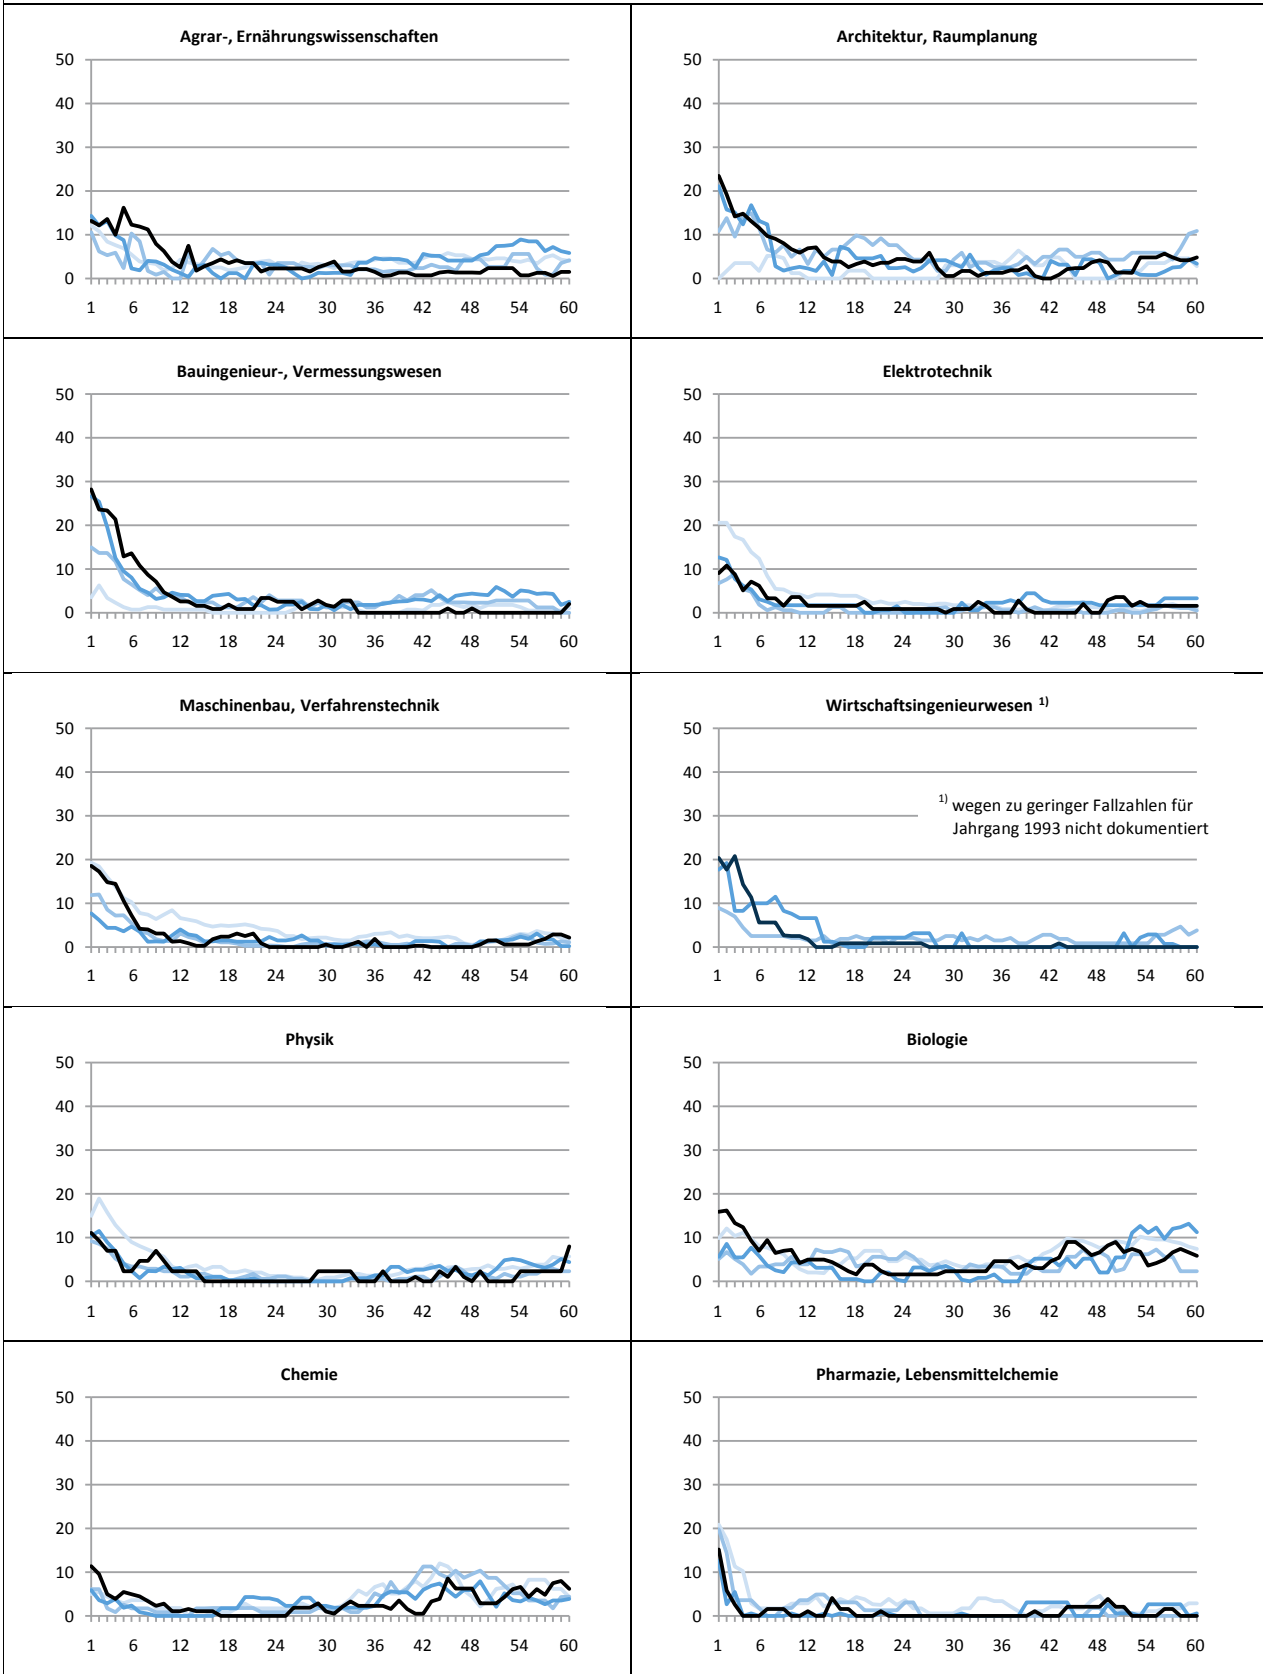 Agrar-, Ernährungswissenschaften
50
40
30
20
10
0
1 6 12 18 24 30 36 42 48 54 60
Architektur, Raumplanung
50
40
30
20
10
0
1 6 12 18 24 30 36 42 48 54 60
Bauingenieur-, Vermessungswesen
50
40
30
20
10
0
1 6 12 18 24 30 36 42 48 54 60
Elektrotechnik
50
40
30
20
10
0
1 6 12 18 24 30 36 42 48 54 60
Maschinenbau, Verfahrenstechnik
50
40
30
20
10
0
1 6 12 18 24 30 36 42 48 54 60
Wirtschaftsingenieurwesen 1)
50
40
30
20
10
0
1) wegen zu geringer Fallzahlen für
Jahrgang 1993 nicht dokumentiert
1 6 12 18 24 30 36 42 48 54 60
Physik
50
40
30
20
10
0
1 6 12 18 24 30 36 42 48 54 60
Biologie
50
40
30
20
10
0
1 6 12 18 24 30 36 42 48 54 60
Chemie
50
40
30
20
10
0
1 6 12 18 24 30 36 42 48 54 60
Pharmazie, Lebensmittelchemie
50
40
30
20
10
0
1 6 12 18 24 30 36 42 48 54 60